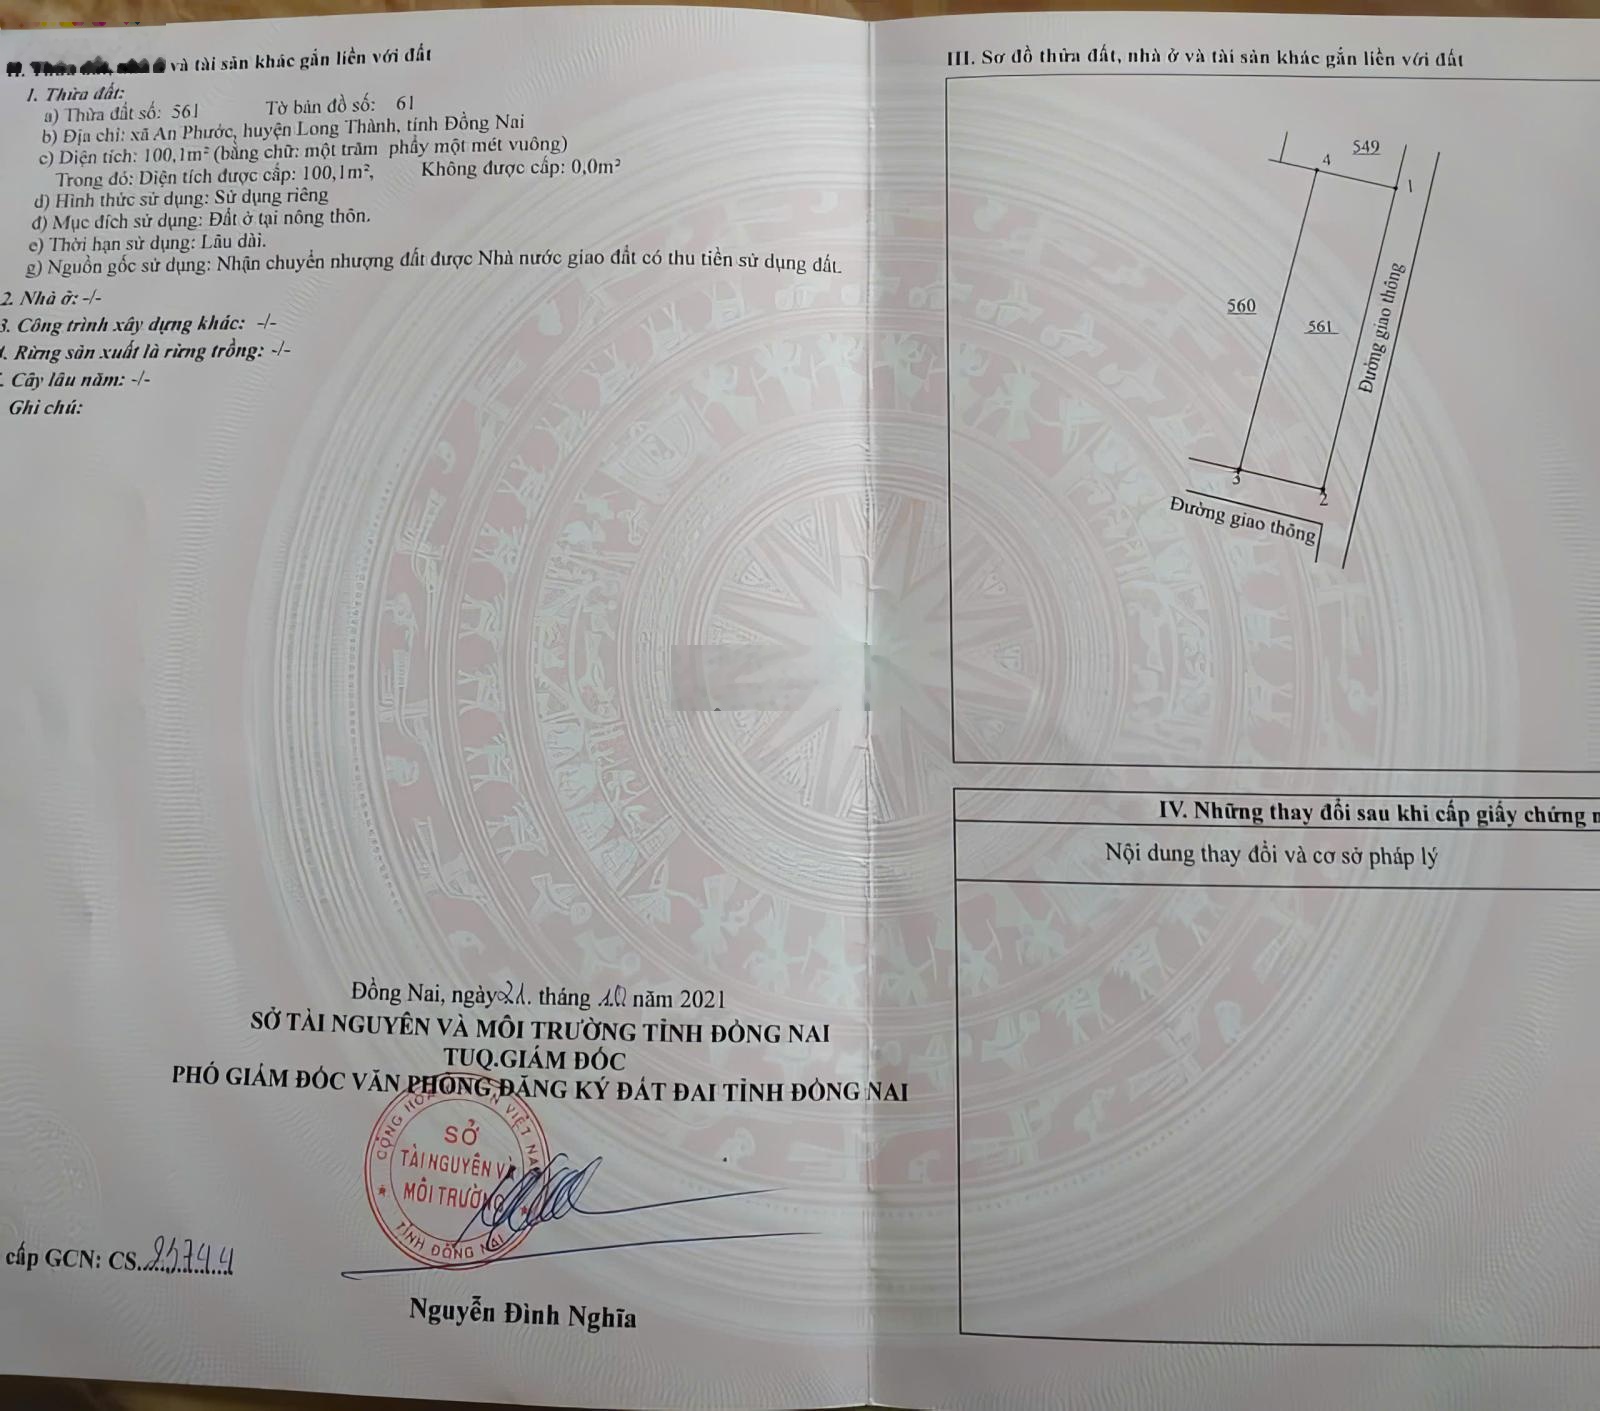 và tài sản khác gắn liền với đất
1. Thửa đất:
a) Thửa đất số: 561 Tờ bản đồ số: 61
b) Địa chỉ: xã An Phước, huyện Long Thành, tỉnh Đồng Nai
c) Diện tích: 100,1m² (bằng chữ: một trăm phẩy một mét vuông)
Trong đó: Diện tích được cấp: 100,1m², Không được cấp: 0,0m²
d) Hình thức sử dụng: Sử dụng riêng
đ) Mục đích sử dụng: Đất ở tại nông thôn.
e) Thời hạn sử dụng: Lâu dài.
g) Nguồn gốc sử dụng: Nhận chuyển nhượng đất được Nhà nước giao đất có thu tiền sử dụng đất.
2. Nhà ở: -/-
3. Công trình xây dựng khác: -/-
. Rừng sản xuất là rừng trồng: -/-
. Cây lâu năm: -/-
Ghi chú:
Đồng Nai, ngày 21. tháng 10 năm 2021
SỞ TÀI NGUYÊN VÀ MÔI TRƯỜNG TỈNH ĐỒNG NAI
TUQ.GIÁM ĐỐC
PHÓ GIÁM ĐỐC VĂN PHÒNG ĐĂNG KÝ ĐẤT ĐAI TỈNH ĐỒNG NAI
SỞ
TÀI NGUYÊN VÀ
MÔI TRƯỜNG
TỈNH ĐỒNG NAI
cấp GCN: CS
Nguyễn Đình Nghĩa
III. Sơ đồ thửa đất, nhà ở và tài sản khác gắn liền với đất
549
4
1
560
561
Đường giao thông
3
2
Đường giao thông
IV. Những thay đổi sau khi cấp giấy chứng n
Nội dung thay đổi và cơ sở pháp lý